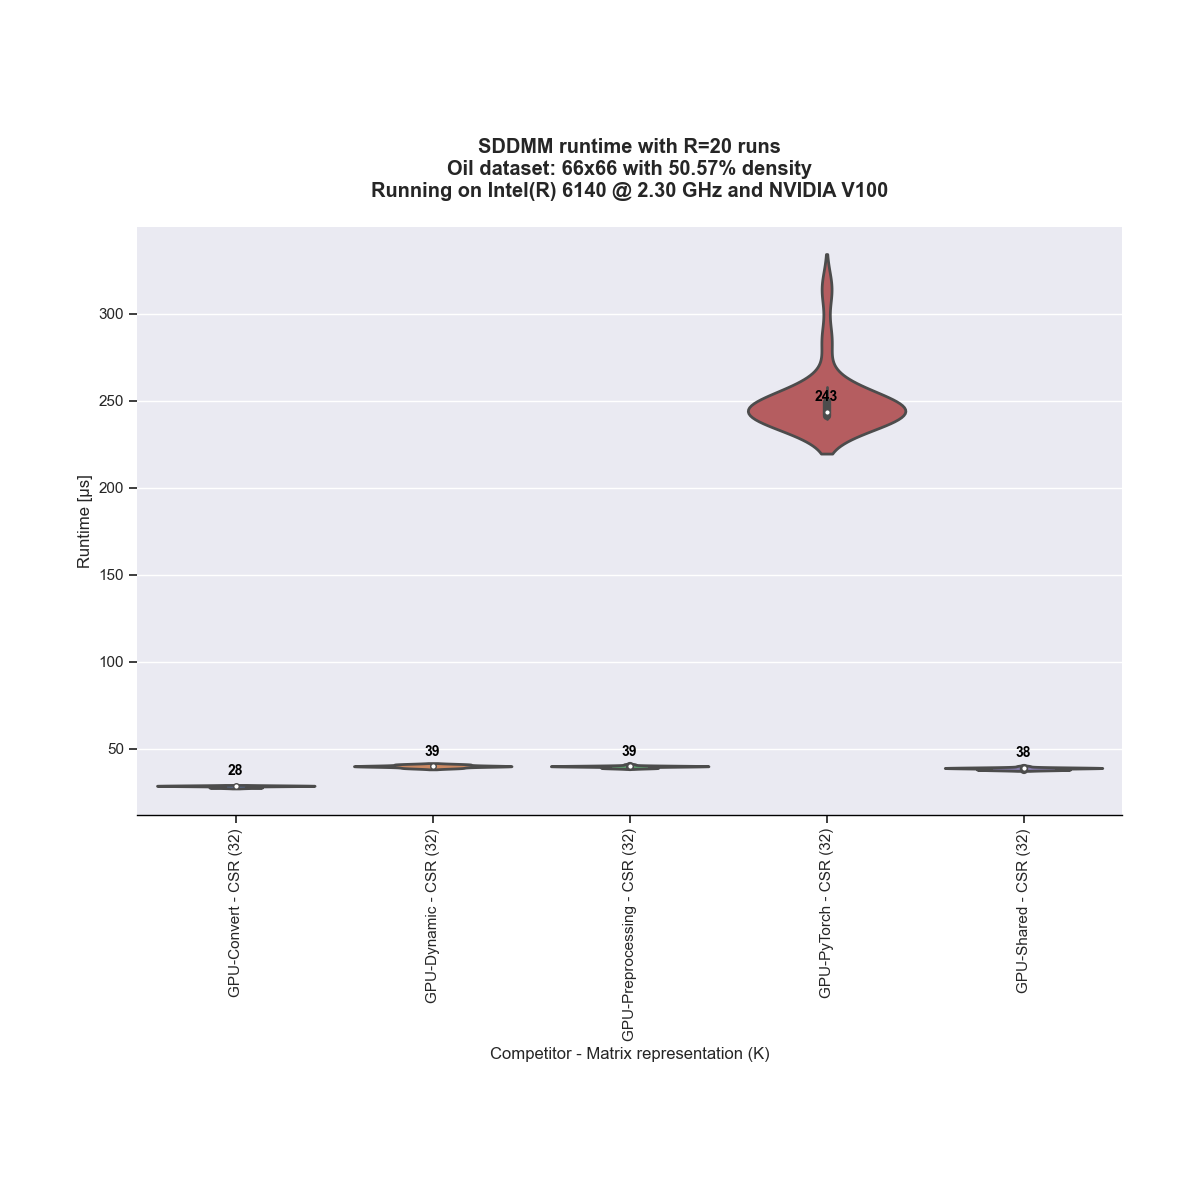 SDDMM runtime with R=20 runs
Oil dataset: 66x66 with 50.57% density
Running on Intel(R) 6140 @ 2.30 GHz and NVIDIA V100
Runtime [µs]
300
250
200
150
100
50
28
39
39
243
38
GPU-Convert - CSR (32)
GPU-Dynamic - CSR (32)
GPU-Preprocessing - CSR (32)
GPU-PyTorch - CSR (32)
GPU-Shared - CSR (32)
Competitor - Matrix representation (K)